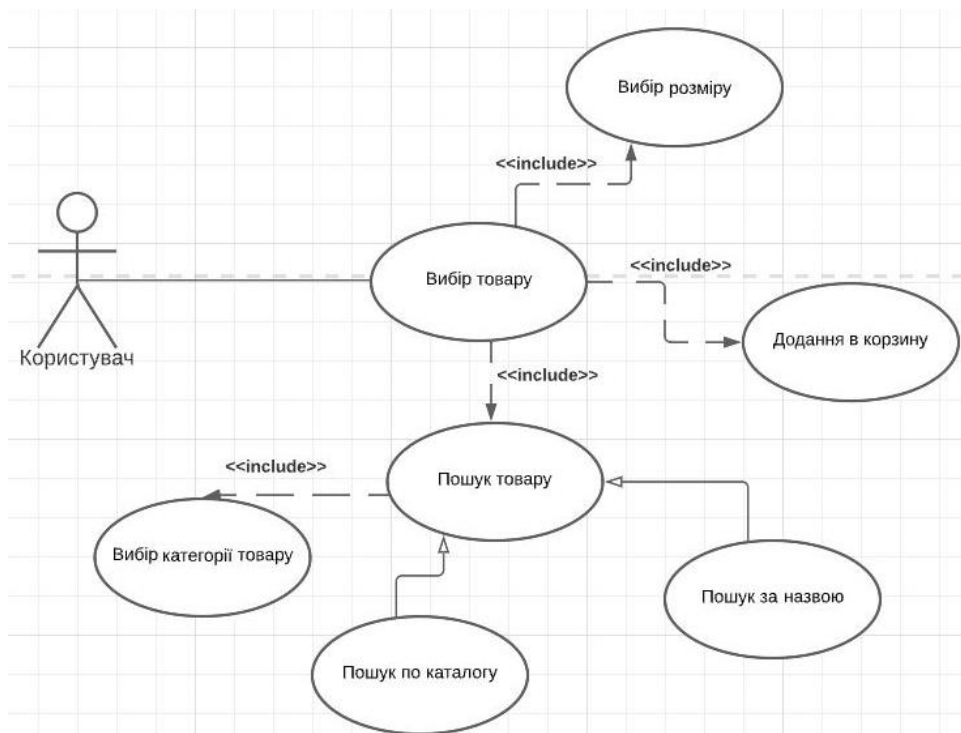 Вибір розміру
<<include>>
<<include>>
Вибір товару
Додання в корзину
Користувач
<<include>>
<<include>>
Пошук товару
Вибір категорії товару
Пошук за назвою
Пошук по каталогу